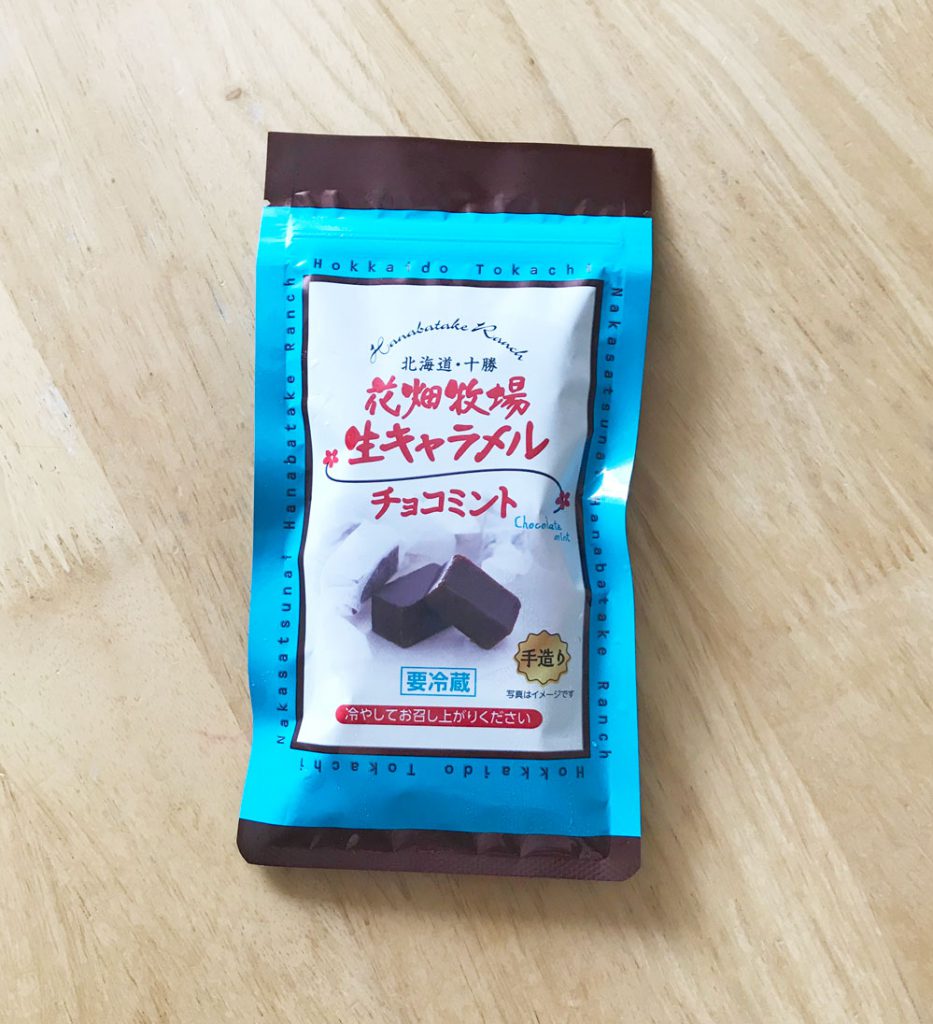 Hokkaido Tokachi
Nakasatsunai Hanabatake Ranch
Nakasatsunai Hanabatake Ranch
Hanabatake Ranch
北海道・十勝
花畑牧場
生キャラメル
チョコミント
Chocolate
mint
手造り
写真はイメージです
要冷蔵
冷やしてお召し上がりください
Hokkaido Tokachi